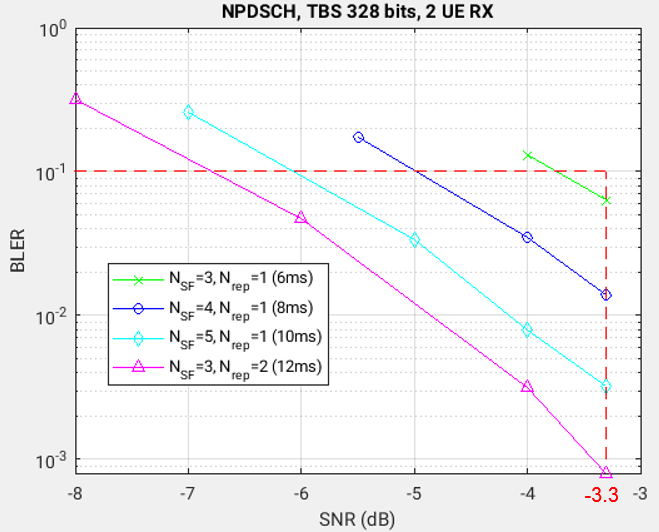 NPDSCH, TBS 328 bits, 2 UE RX
10^0
10^-1
10^-2
10^-3
BLER
N_SF=3, N_rep=1 (6ms)
N_SF=4, N_rep=1 (8ms)
N_SF=5, N_rep=1 (10ms)
N_SF=3, N_rep=2 (12ms)
-8 -7 -6 -5 -4 -3.3 -3
SNR (dB)